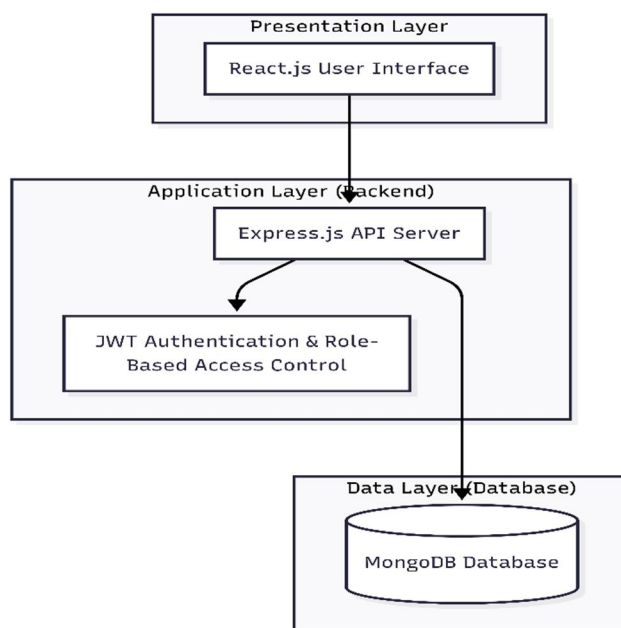 Presentation Layer
React.js User Interface
Application Layer (Backend)
Express.js API Server
JWT Authentication & Role-
Based Access Control
Data Layer (Database)
MongoDB Database